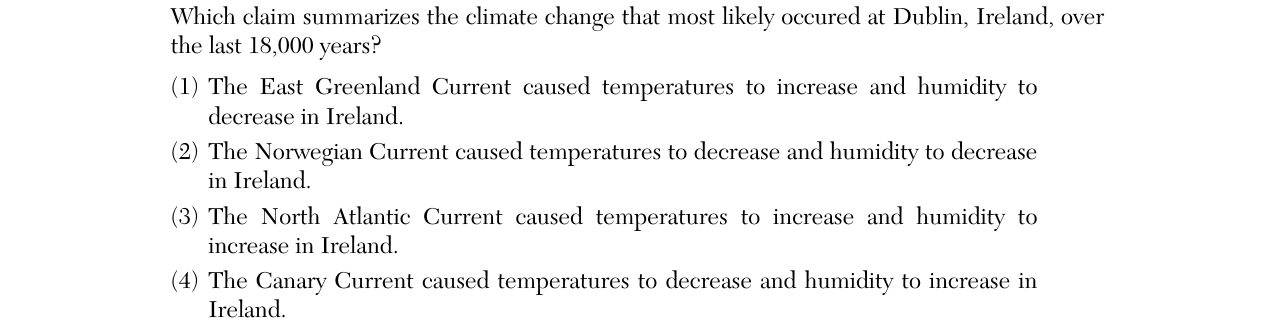 Which claim summarizes the climate change that most likely occured at Dublin, Ireland, over
the last 18,000 years?
(1) The East Greenland Current caused temperatures to increase and humidity to
decrease in Ireland.
(2) The Norwegian Current caused temperatures to decrease and humidity to decrease
in Ireland.
(3) The North Atlantic Current caused temperatures to increase and humidity to
increase in Ireland.
(4) The Canary Current caused temperatures to decrease and humidity to increase in
Ireland.